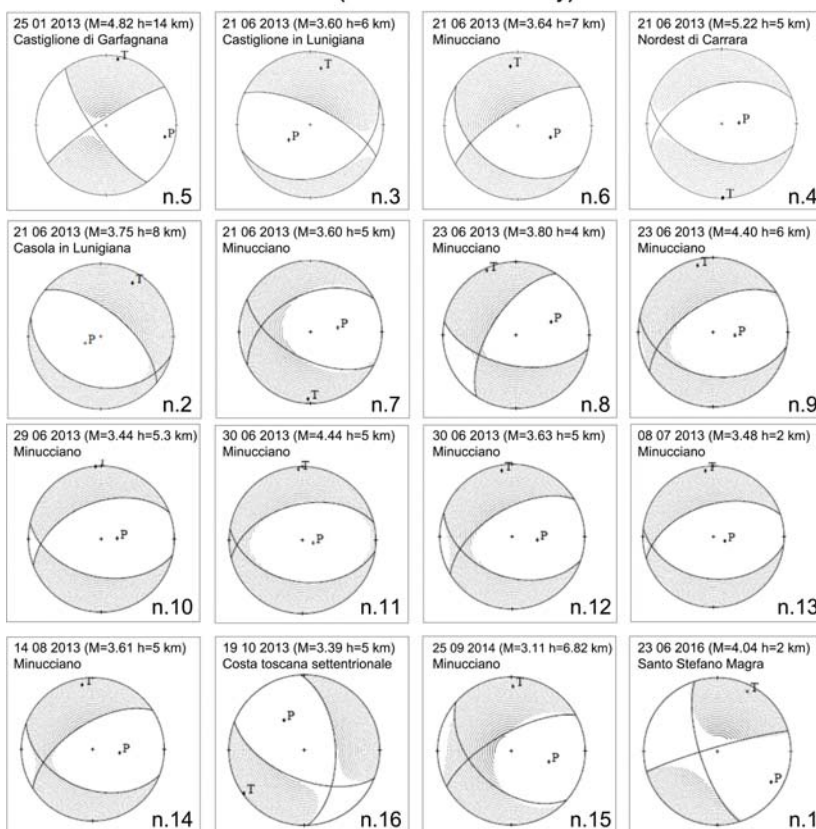 25 01 2013 (M=4.82 h=14 km)
Castiglione di Garfagnana
T
P
n.5
21 06 2013 (M=3.60 h=6 km)
Castiglione in Lunigiana
T
P
n.3
21 06 2013 (M=3.64 h=7 km)
Minucciano
T
P
n.6
21 06 2013 (M=5.22 h=5 km)
Nordest di Carrara
P
T
n.4
21 06 2013 (M=3.75 h=8 km)
Casola in Lunigiana
T
P
n.2
21 06 2013 (M=3.60 h=5 km)
Minucciano
P
T
n.7
23 06 2013 (M=3.80 h=4 km)
Minucciano
T
P
n.8
23 06 2013 (M=4.40 h=6 km)
Minucciano
T
P
n.9
29 06 2013 (M=3.44 h=5.3 km)
Minucciano
P
n.10
30 06 2013 (M=4.44 h=5 km)
Minucciano
T
P
n.11
30 06 2013 (M=3.63 h=5 km)
Minucciano
T
P
n.12
08 07 2013 (M=3.48 h=2 km)
Minucciano
T
P
n.13
14 08 2013 (M=3.61 h=5 km)
Minucciano
T
P
n.14
19 10 2013 (M=3.39 h=5 km)
Costa toscana settentrionale
P
T
n.16
25 09 2014 (M=3.11 h=6.82 km)
Minucciano
T
P
n.15
23 06 2016 (M=4.04 h=2 km)
Santo Stefano Magra
T
P
n.1